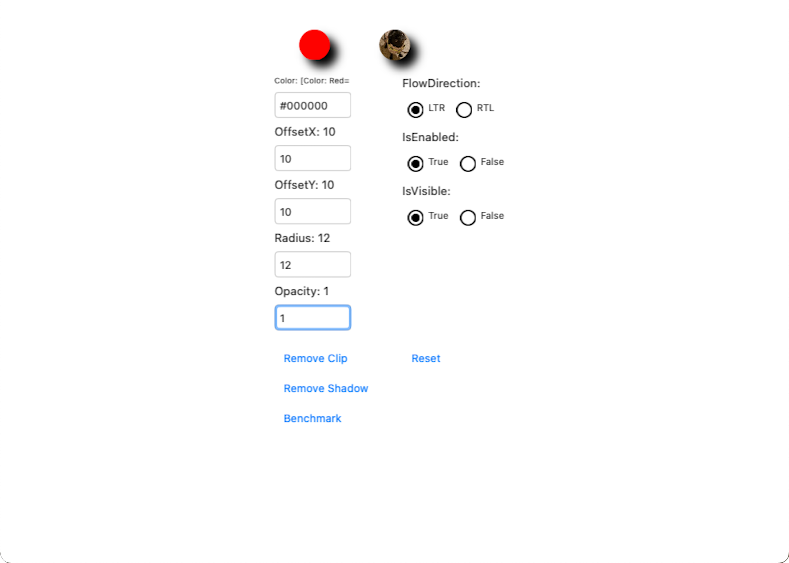 Color: [Color: Red=
#000000
OffsetX: 10
10
OffsetY: 10
10
Radius: 12
12
Opacity: 1
1
FlowDirection:
LTR RTL
IsEnabled:
True False
IsVisible:
True False
Remove Clip Reset
Remove Shadow
Benchmark